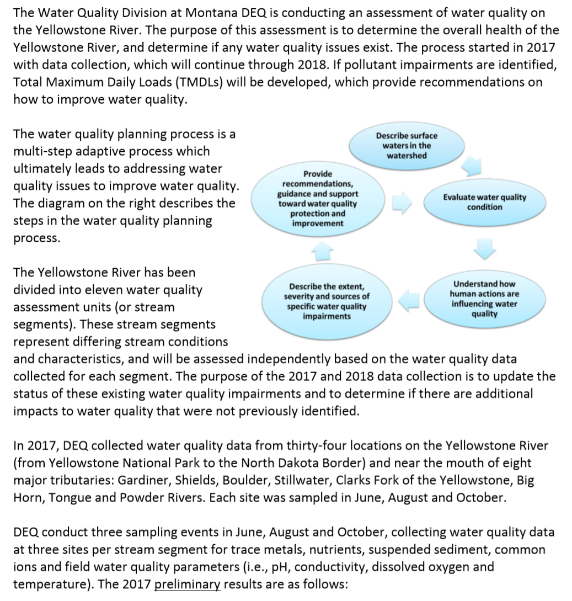 The Water Quality Division at Montana DEQ is conducting an assessment of water quality on
the Yellowstone River. The purpose of this assessment is to determine the overall health of the
Yellowstone River, and determine if any water quality issues exist. The process started in 2017
with data collection, which will continue through 2018. If pollutant impairments are identified,
Total Maximum Daily Loads (TMDLs) will be developed, which provide recommendations on
how to improve water quality.
The water quality planning process is a
multi-step adaptive process which
ultimately leads to addressing water
quality issues to improve water quality.
The diagram on the right describes the
steps in the water quality planning
process.
Describe surface
waters in the
watershed
Evaluate water quality
condition
Understand how
human actions are
influencing water
quality
Describe the extent,
severity and sources of
specific water quality
impairments
Provide
recommendations,
guidance and support
toward water quality
protection and
improvement
The Yellowstone River has been
divided into eleven water quality
assessment units (or stream
segments). These stream segments
represent differing stream conditions
and characteristics, and will be assessed independently based on the water quality data
collected for each segment. The purpose of the 2017 and 2018 data collection is to update the
status of these existing water quality impairments and to determine if there are additional
impacts to water quality that were not previously identified.
In 2017, DEQ collected water quality data from thirty-four locations on the Yellowstone River
(from Yellowstone National Park to the North Dakota Border) and near the mouth of eight
major tributaries: Gardiner, Shields, Boulder, Stillwater, Clarks Fork of the Yellowstone, Big
Horn, Tongue and Powder Rivers. Each site was sampled in June, August and October.
DEQ conduct three sampling events in June, August and October, collecting water quality data
at three sites per stream segment for trace metals, nutrients, suspended sediment, common
ions and field water quality parameters (i.e., pH, conductivity, dissolved oxygen and
temperature). The 2017 preliminary results are as follows: